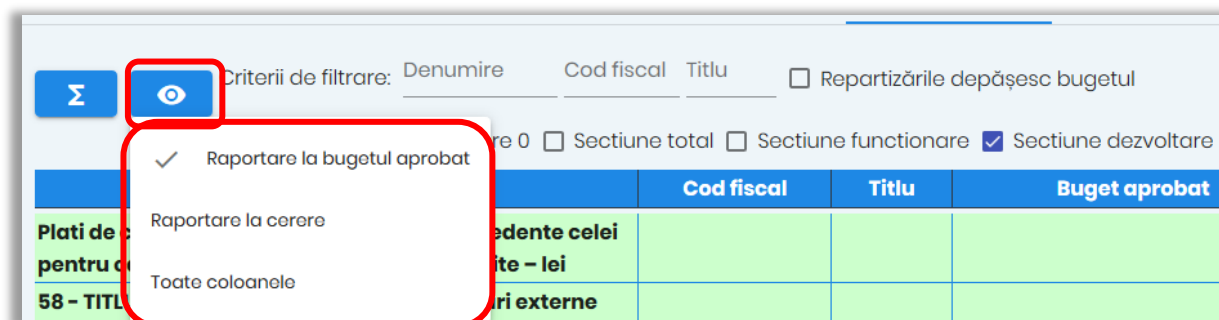 Σ Criterii de filtrare: Denumire Cod fiscal Titlu Repartizările depășesc bugetul
re 0 Sectiune total Sectiune functionare Sectiune dezvoltare
Raportare la bugetul aprobat
Raportare la cerere
Toate coloanele
Cod fiscal Titlu Buget aprobat
Plati de edente celei
pentru ite – lei
58 - TITL ri externe